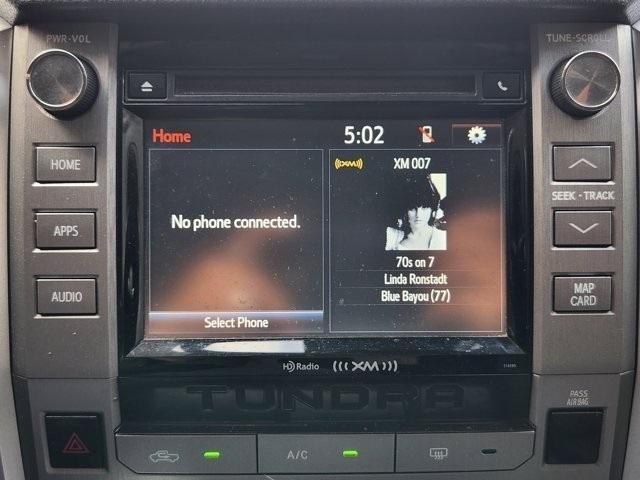 PWR-VOL
TUNE-SCROLL
Home
5:02
XM 007
HOME
((XM))
No phone connected.
SEEK - TRACK
APPS
70s on 7
Linda Ronstadt
Blue Bayou (77)
AUDIO
MAP
CARD
Select Phone
HD Radio
(((XM)))
TUNDRA
PASS
AIR BAG
A/C